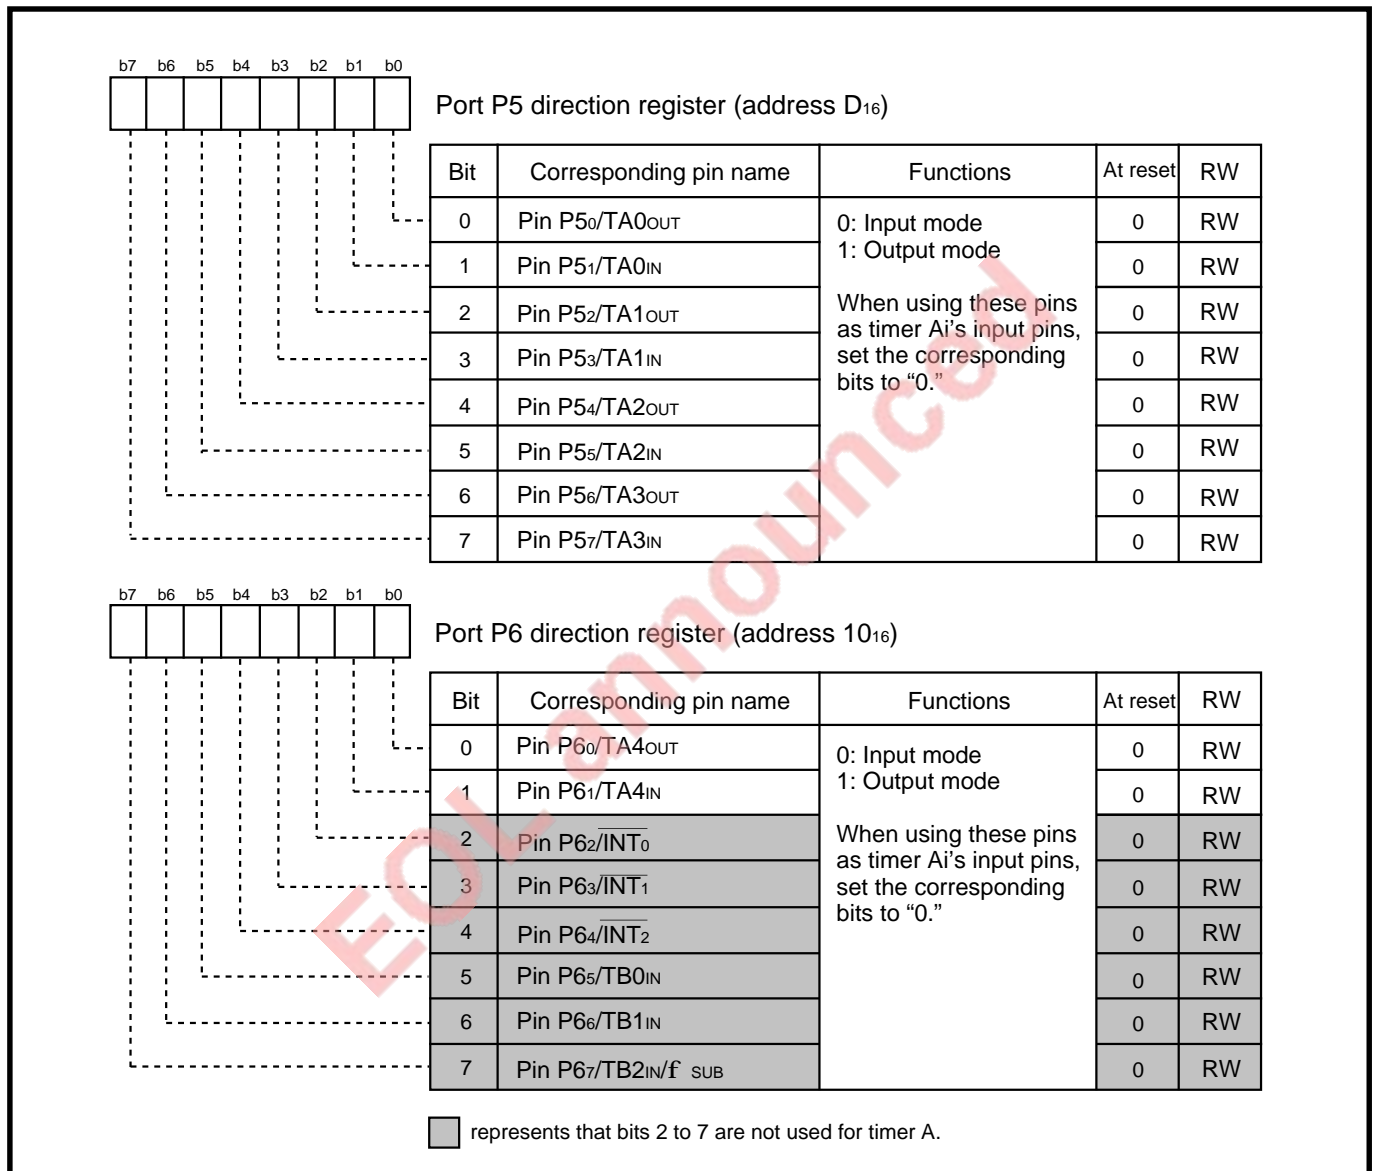 b7 b6 b5 b4 b3 b2 b1 b0
Port P5 direction register (address D16)
Bit Corresponding pin name Functions At reset RW
0 Pin P50/TA0OUT 0 RW
1 Pin P51/TA0IN 0 RW
2 Pin P52/TA1OUT 0 RW
3 Pin P53/TA1IN 0 RW
4 Pin P54/TA2OUT 0 RW
5 Pin P55/TA2IN 0 RW
6 Pin P56/TA3OUT 0 RW
7 Pin P57/TA3IN 0 RW
0: Input mode
1: Output mode
When using these pins
as timer Ai’s input pins,
set the corresponding
bits to “0.”
b7 b6 b5 b4 b3 b2 b1 b0
Port P6 direction register (address 1016)
Bit Corresponding pin name Functions At reset RW
0 Pin P60/TA4OUT 0 RW
1 Pin P61/TA4IN 0 RW
2 Pin P62/INT0 0 RW
3 Pin P63/INT1 0 RW
4 Pin P64/INT2 0 RW
5 Pin P65/TB0IN 0 RW
6 Pin P66/TB1IN 0 RW
7 Pin P67/TB2IN/f SUB 0 RW
0: Input mode
1: Output mode
When using these pins
as timer Ai’s input pins,
set the corresponding
bits to “0.”
represents that bits 2 to 7 are not used for timer A.
EOL announced